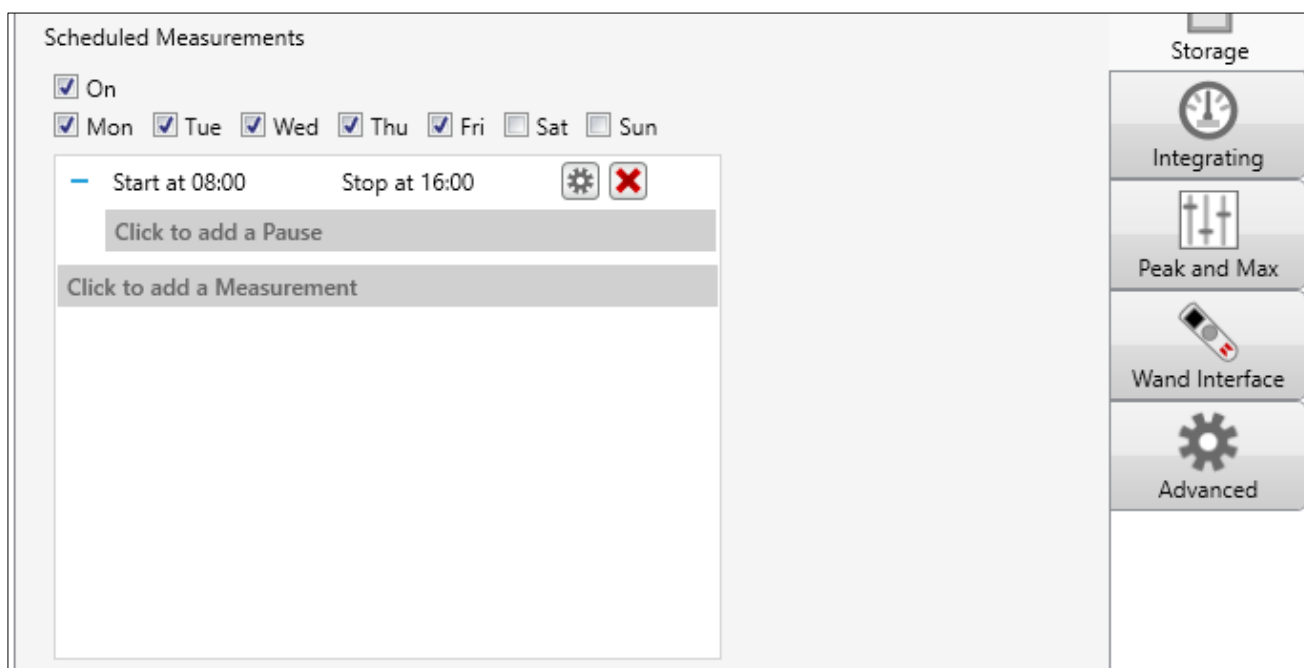 Scheduled Measurements
On
Mon Tue Wed Thu Fri Sat Sun
Start at 08:00 Stop at 16:00
Click to add a Pause
Click to add a Measurement
Storage
Integrating
Peak and Max
Wand Interface
Advanced